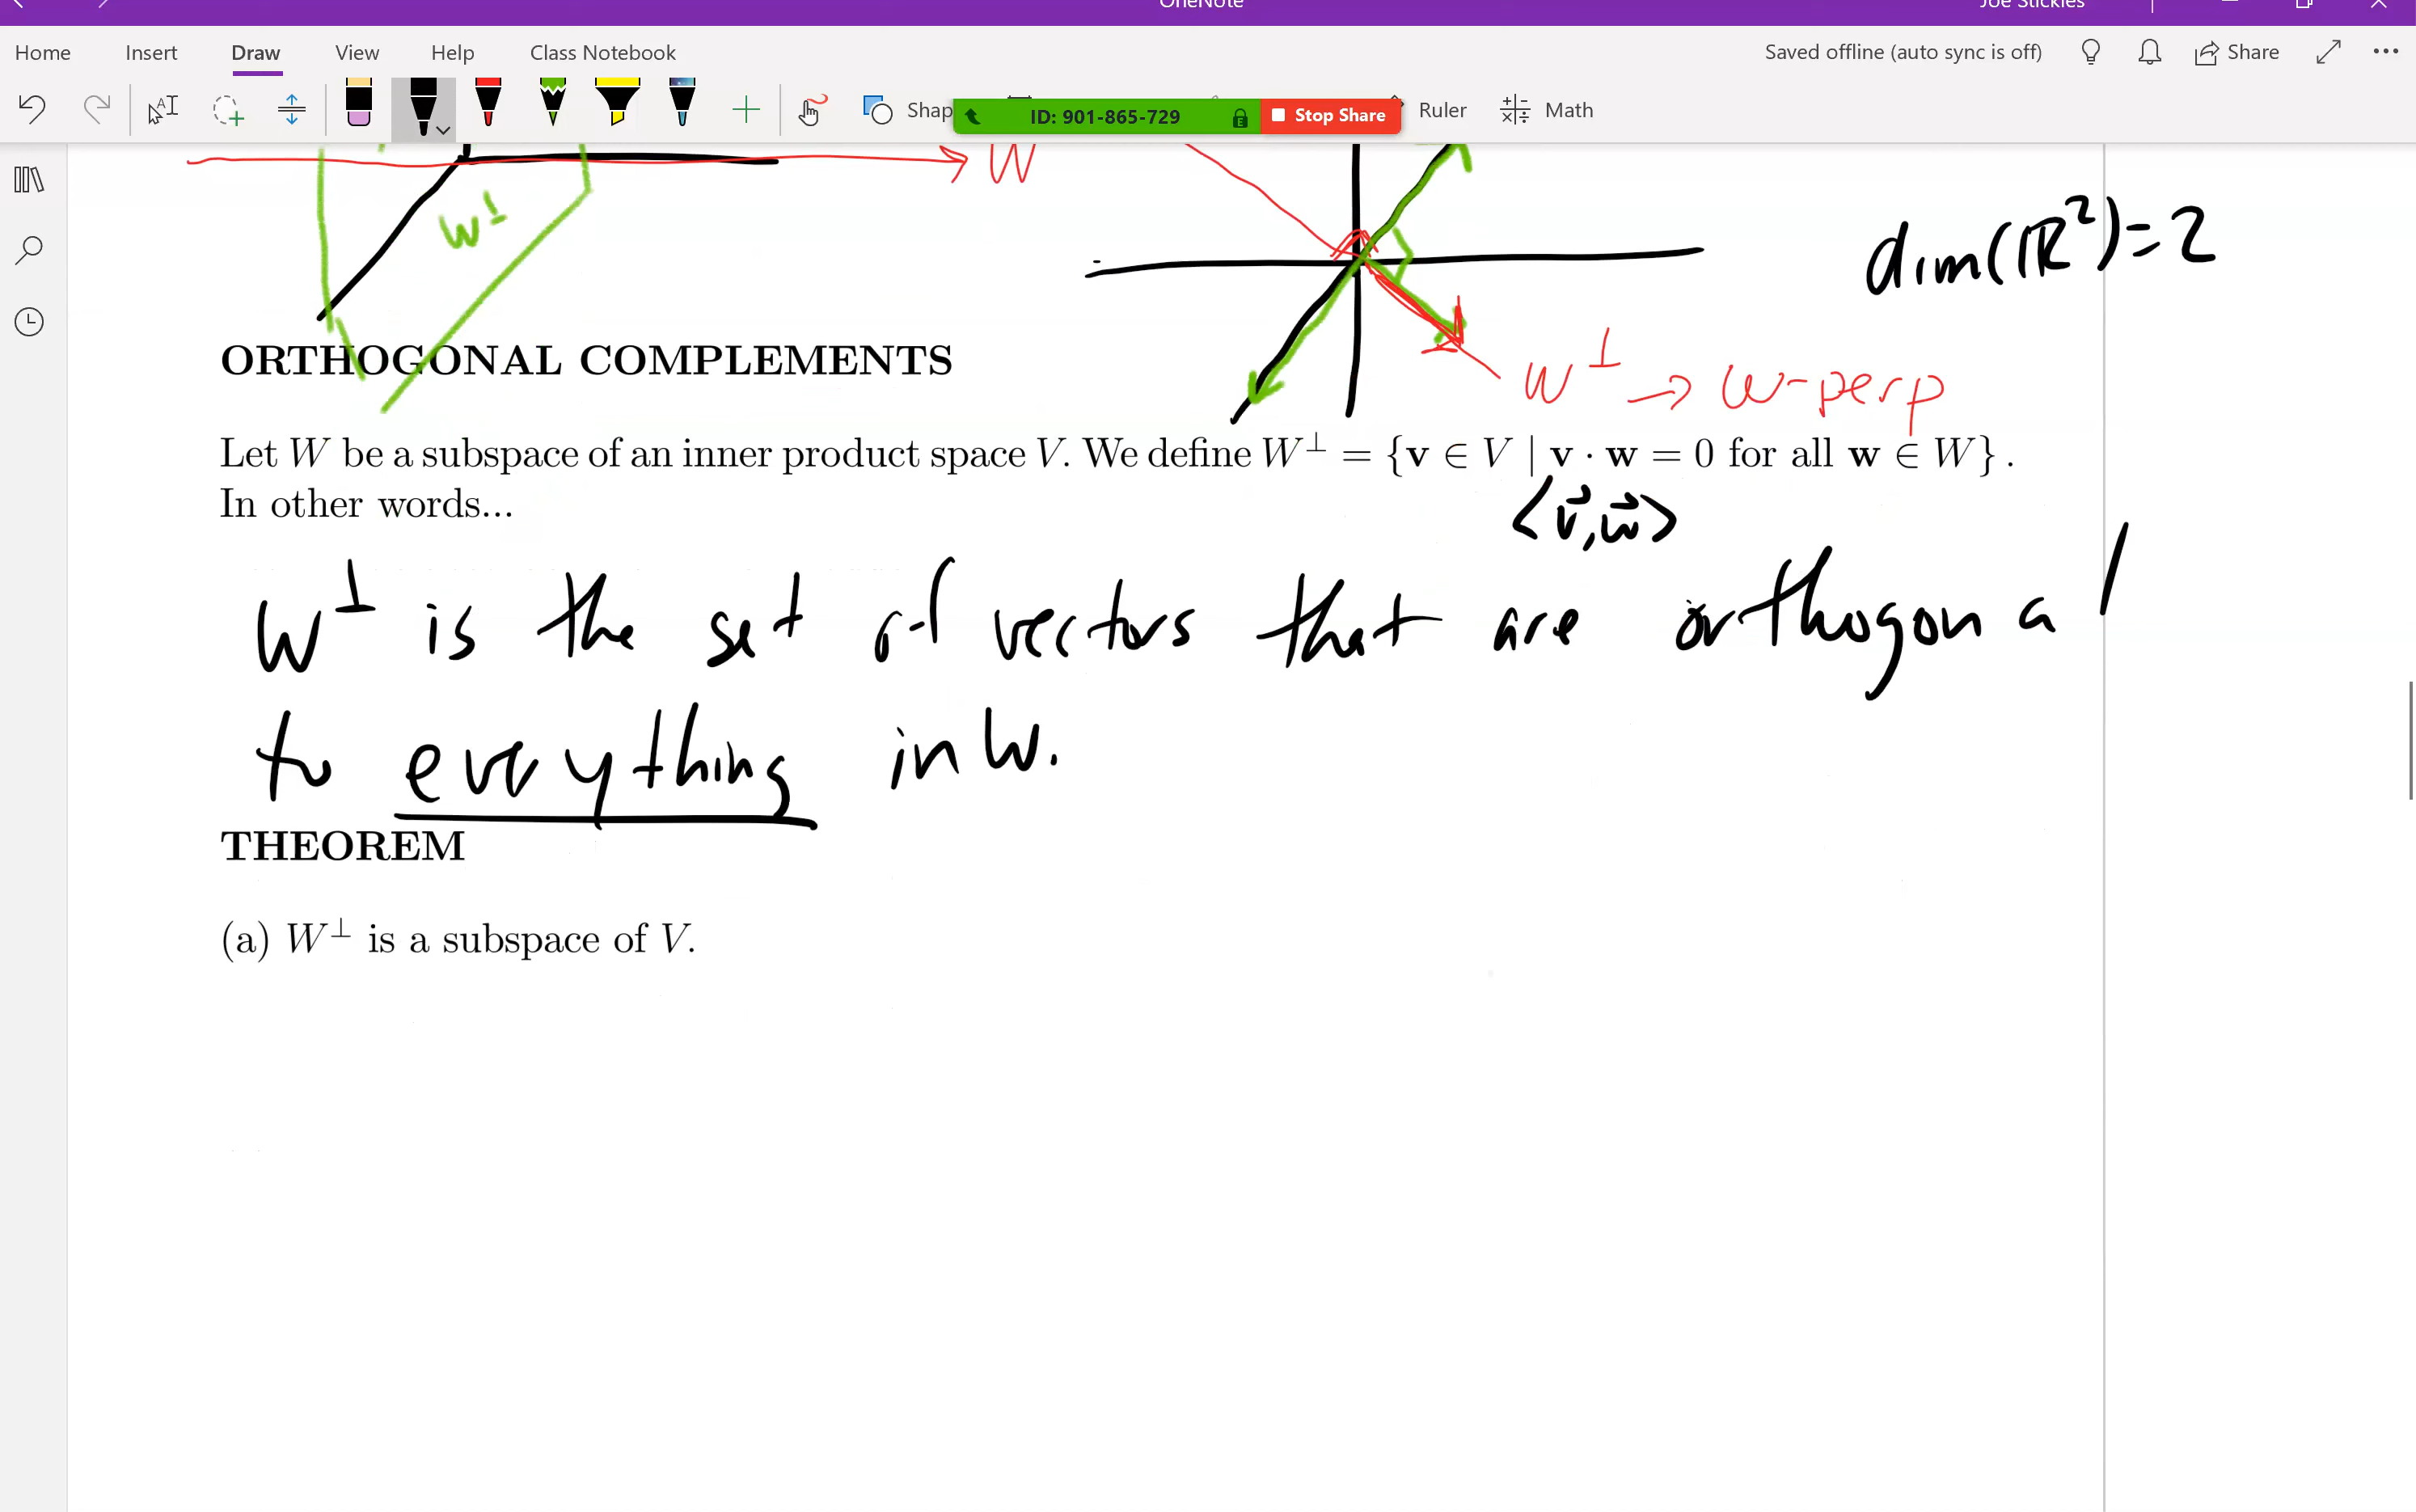 OneNote
Joe Stickles
Home Insert Draw View Help Class Notebook
Saved offline (auto sync is off) Share
Shap
ID: 901-865-729 Stop Share
Ruler Math
W
W⊥
dim(ℝ²)=2
ORTHOGONAL COMPLEMENTS
W⊥ → W-perp
Let W be a subspace of an inner product space V. We define W⊥ = {v ∈ V | v · w = 0 for all w ∈ W}.
In other words...
⟨v⃗,w⃗⟩
W⊥ is the set of vectors that are orthogonal
to everything in W.
THEOREM
(a) W⊥ is a subspace of V.